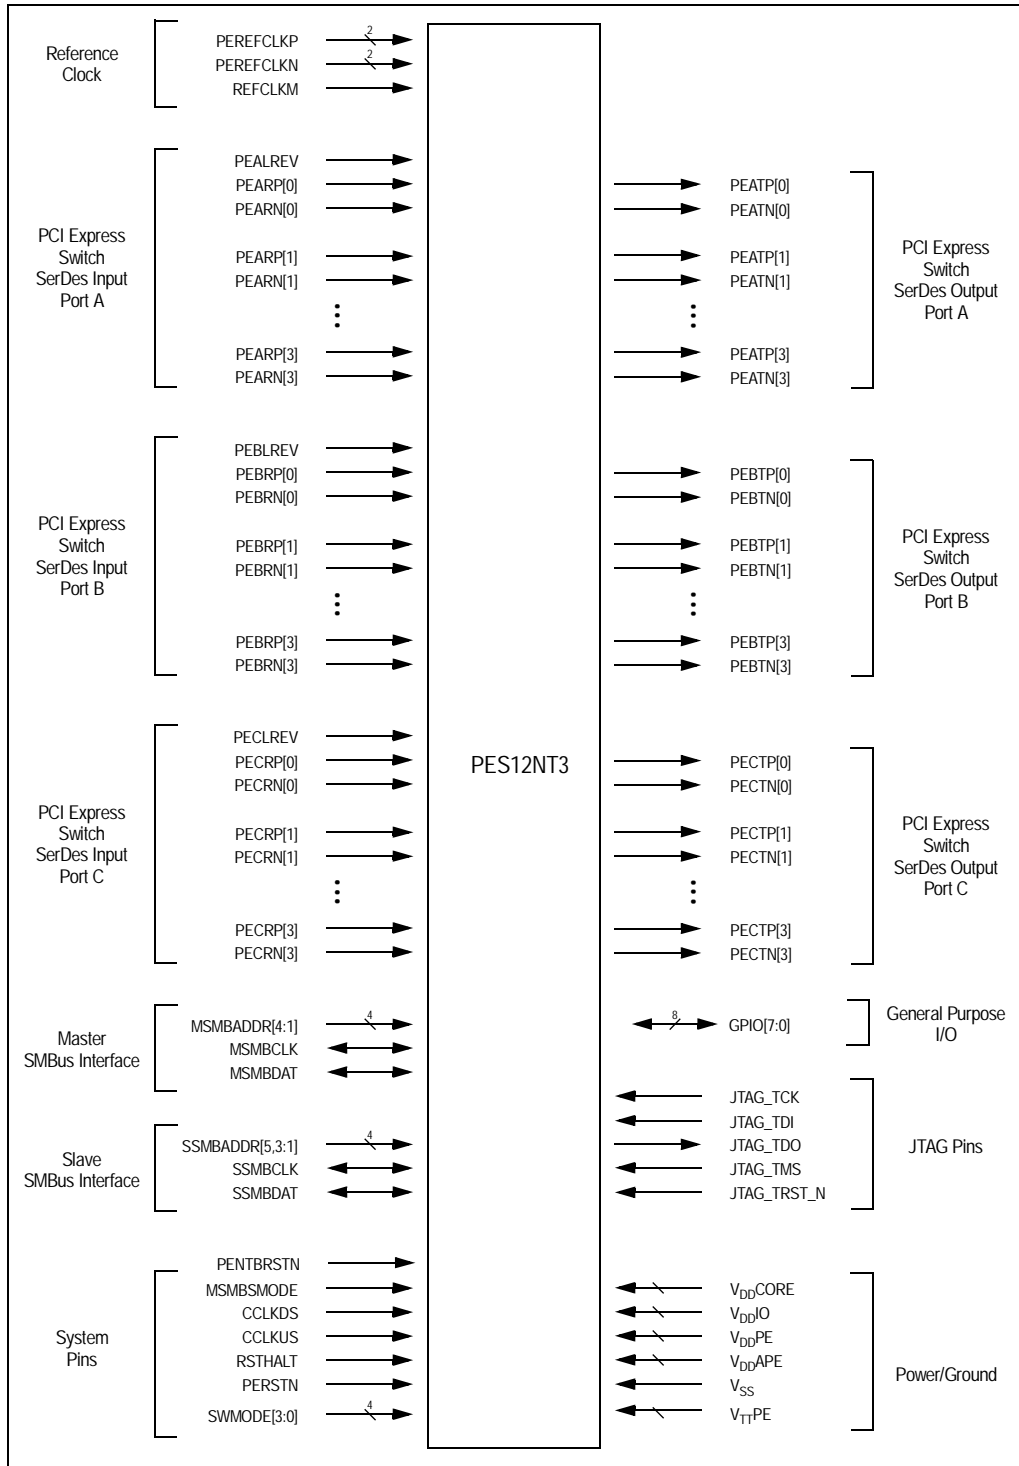 Reference
Clock
2
PEREFCLKP
2
PEREFCLKN
REFCLKM
PCI Express
Switch
SerDes Input
Port A
PEALREV
PEARP[0]
PEARN[0]
PEARP[1]
PEARN[1]
PEARP[3]
PEARN[3]
PEATP[0]
PEATN[0]
PEATP[1]
PEATN[1]
PEATP[3]
PEATN[3]
PCI Express
Switch
SerDes Output
Port A
PCI Express
Switch
SerDes Input
Port B
PEBLREV
PEBRP[0]
PEBRN[0]
PEBRP[1]
PEBRN[1]
PEBRP[3]
PEBRN[3]
PEBTP[0]
PEBTN[0]
PEBTP[1]
PEBTN[1]
PEBTP[3]
PEBTN[3]
PCI Express
Switch
SerDes Output
Port B
PCI Express
Switch
SerDes Input
Port C
PECLREV
PECRP[0]
PECRN[0]
PECRP[1]
PECRN[1]
PECRP[3]
PECRN[3]
PES12NT3
PECTP[0]
PECTN[0]
PECTP[1]
PECTN[1]
PECTP[3]
PECTN[3]
PCI Express
Switch
SerDes Output
Port C
Master
SMBus Interface
MSMBADDR[4:1]
4
MSMBCLK
MSMBDAT
8
GPIO[7:0]
General Purpose
I/O
Slave
SMBus Interface
SSMBADDR[5,3:1]
4
SSMBCLK
SSMBDAT
JTAG_TCK
JTAG_TDI
JTAG_TDO
JTAG_TMS
JTAG_TRST_N
JTAG Pins
System
Pins
PENTBRSTN
MSMBSMODE
CCLKDS
CCLKUS
RSTHALT
PERSTN
SWMODE[3:0]
4
VDDCORE
VDDIO
VDDPE
VDDAPE
VSS
VTTPE
Power/Ground